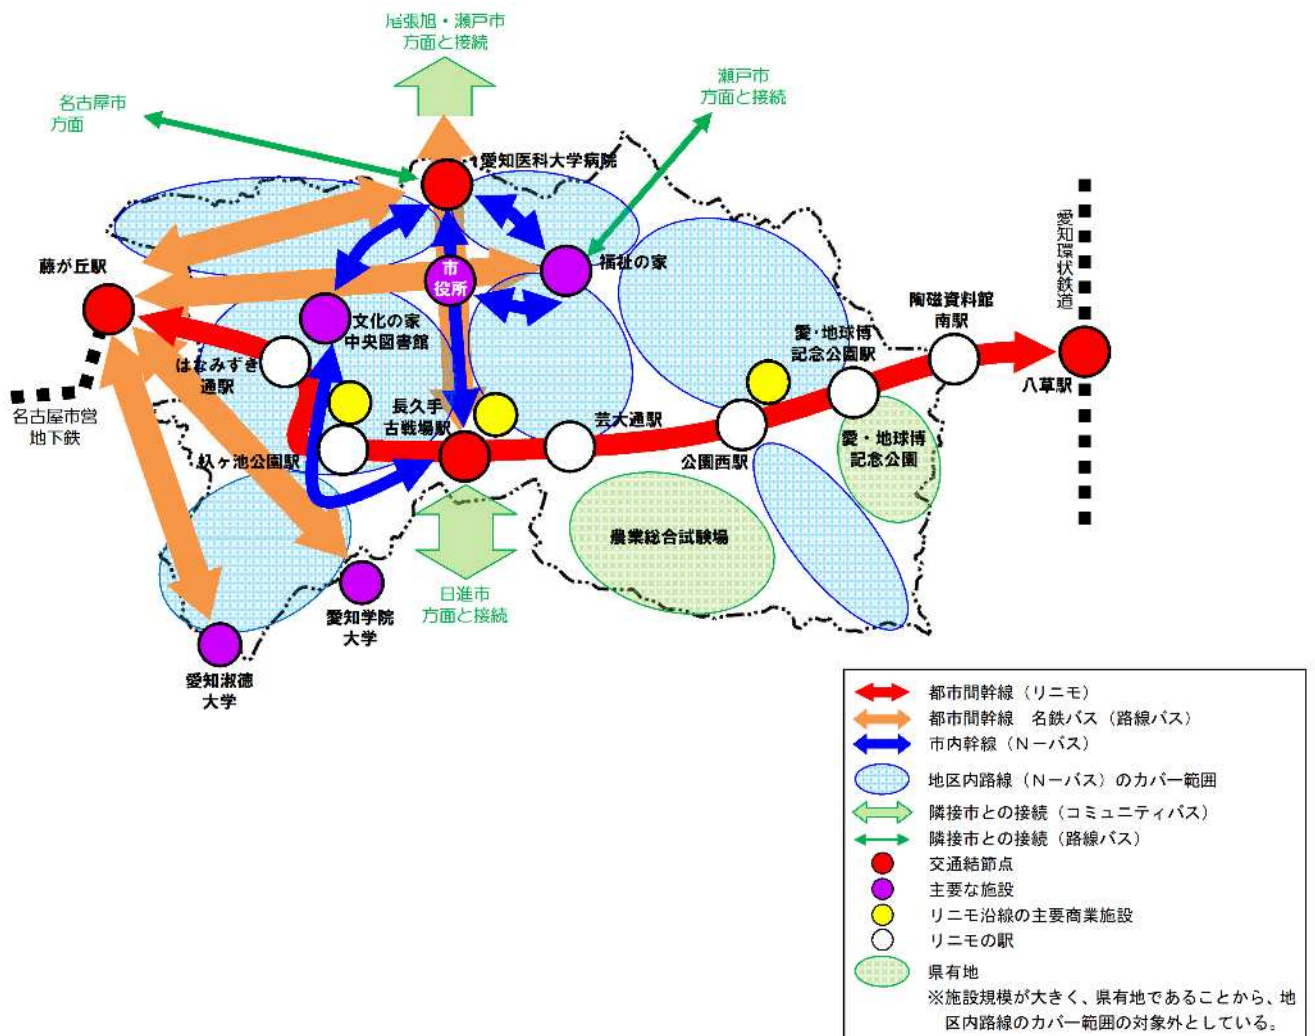 尾張旭・瀬戸市
方面と接続
名古屋市
方面
瀬戸市
方面と接続
愛知医科大学病院
藤が丘駅
市
役所
福祉の家
愛知環状鉄道
陶磁資料館
南駅
文化の家
中央図書館
愛・地球博
記念公園駅
はなみずき
通駅
八草駅
名古屋市営
地下鉄
長久手
古戦場駅
芸大通駅
杁ヶ池公園駅
公園西駅
愛・地球博
記念公園
農業総合試験場
日進市
方面と接続
愛知学院
大学
愛知淑徳
大学
都市間幹線（リニモ）
都市間幹線　名鉄バス（路線バス）
市内幹線（Ｎ－バス）
地区内路線（Ｎ－バス）のカバー範囲
隣接市との接続（コミュニティバス）
隣接市との接続（路線バス）
交通結節点
主要な施設
リニモ沿線の主要商業施設
リニモの駅
県有地
※施設規模が大きく、県有地であることから、地
区内路線のカバー範囲の対象外としている。